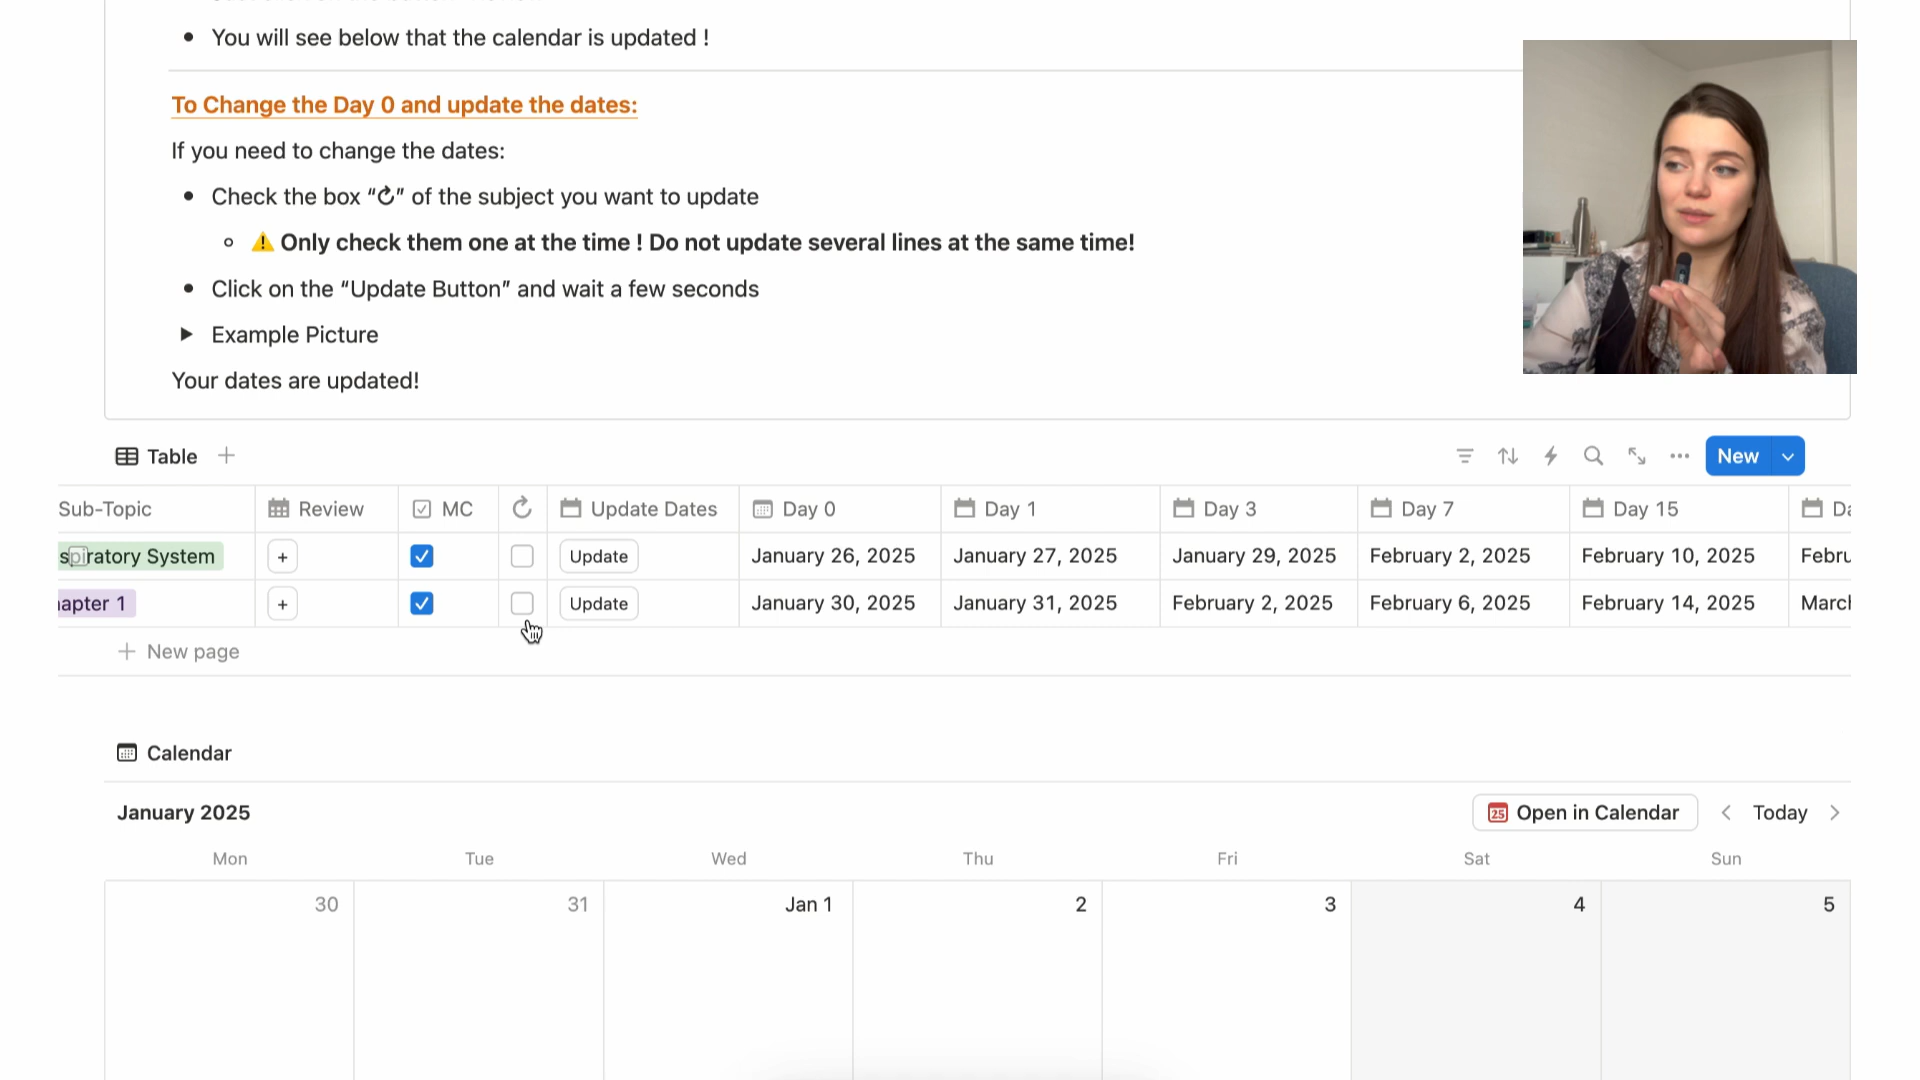 You will see below that the calendar is updated !
To Change the Day 0 and update the dates:
If you need to change the dates:
Check the box “↻” of the subject you want to update
⚠️ Only check them one at the time ! Do not update several lines at the same time!
Click on the “Update Button” and wait a few seconds
Example Picture
Your dates are updated!
Table
New
Sub-Topic Review MC Update Dates Day 0 Day 1 Day 3 Day 7 Day 15 Da
spiratory System + Update January 26, 2025 January 27, 2025 January 29, 2025 February 2, 2025 February 10, 2025 Febru
apter 1 + Update January 30, 2025 January 31, 2025 February 2, 2025 February 6, 2025 February 14, 2025 March
+ New page
Calendar
January 2025 25 Open in Calendar < Today >
Mon Tue Wed Thu Fri Sat Sun
30 31 Jan 1 2 3 4 5